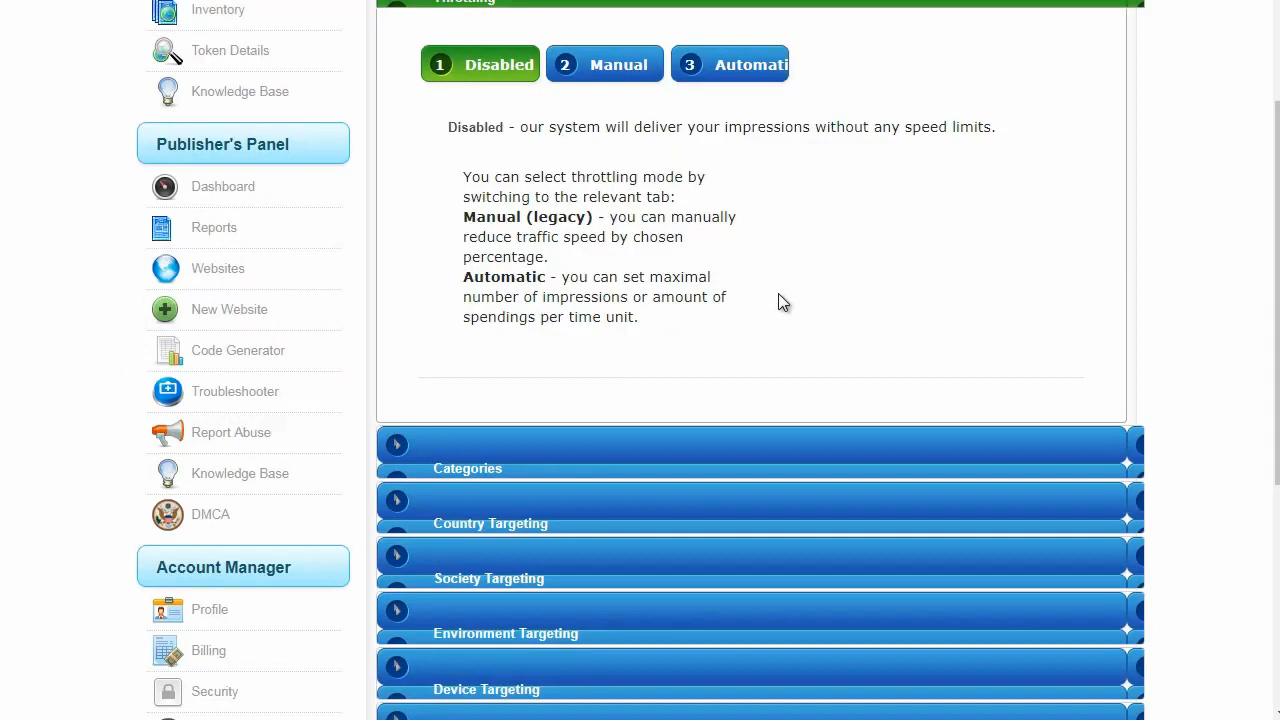 Inventory
Token Details
Knowledge Base
Publisher's Panel
Dashboard
Reports
Websites
New Website
Code Generator
Troubleshooter
Report Abuse
Knowledge Base
DMCA
Account Manager
Profile
Billing
Security
Throttling
1 Disabled
2 Manual
3 Automati
Disabled - our system will deliver your impressions without any speed limits.
You can select throttling mode by
switching to the relevant tab:
Manual (legacy) - you can manually
reduce traffic speed by chosen
percentage.
Automatic - you can set maximal
number of impressions or amount of
spendings per time unit.
Categories
Country Targeting
Society Targeting
Environment Targeting
Device Targeting